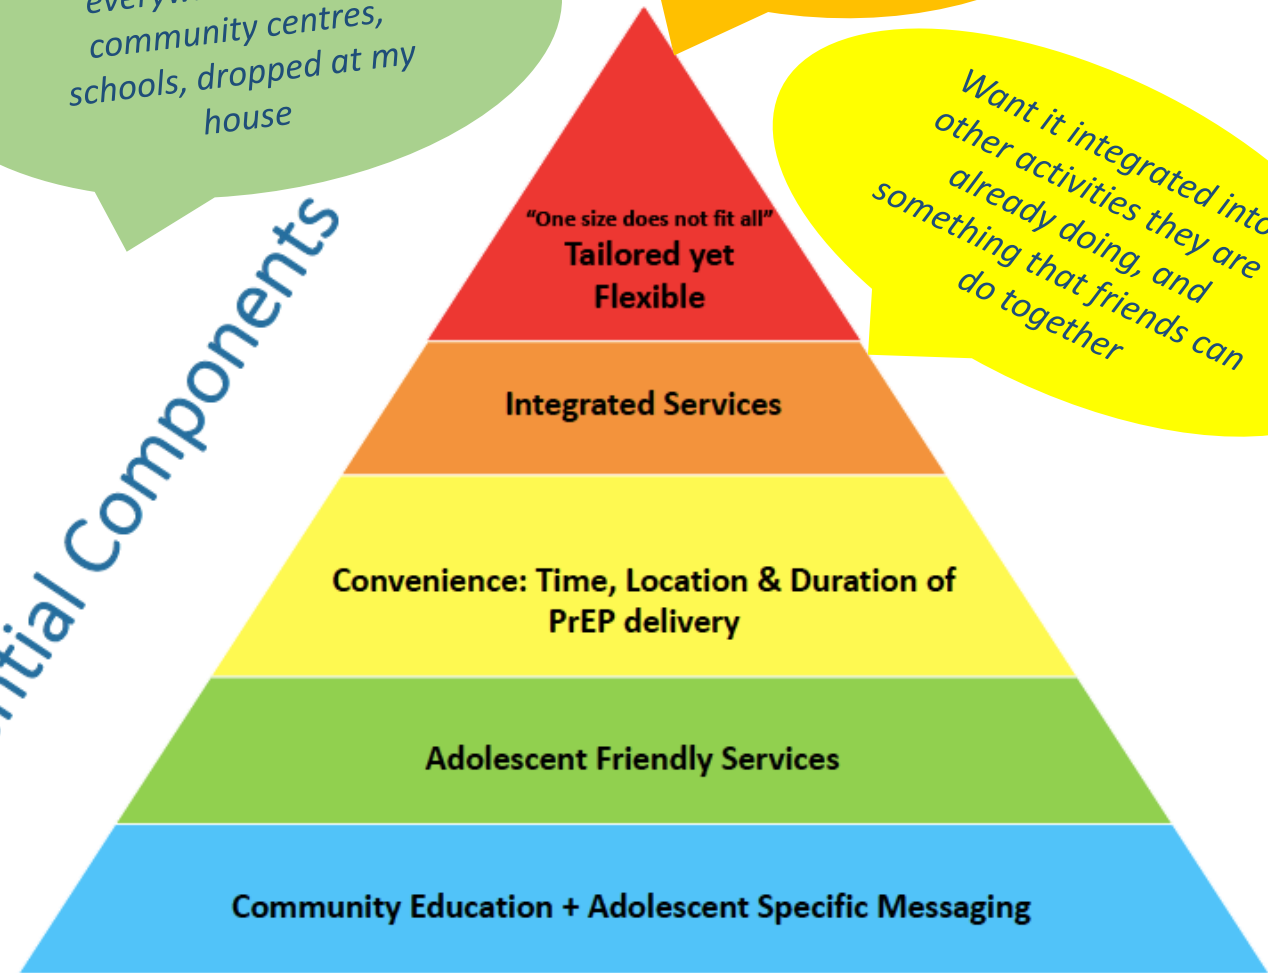 community centres,
schools, dropped at my
house
Want it integrated into
other activities they are
already doing, and
something that friends can
do together
Components
“One size does not fit all”
Tailored yet
Flexible
Integrated Services
Convenience: Time, Location & Duration of
PrEP delivery
Adolescent Friendly Services
Community Education + Adolescent Specific Messaging